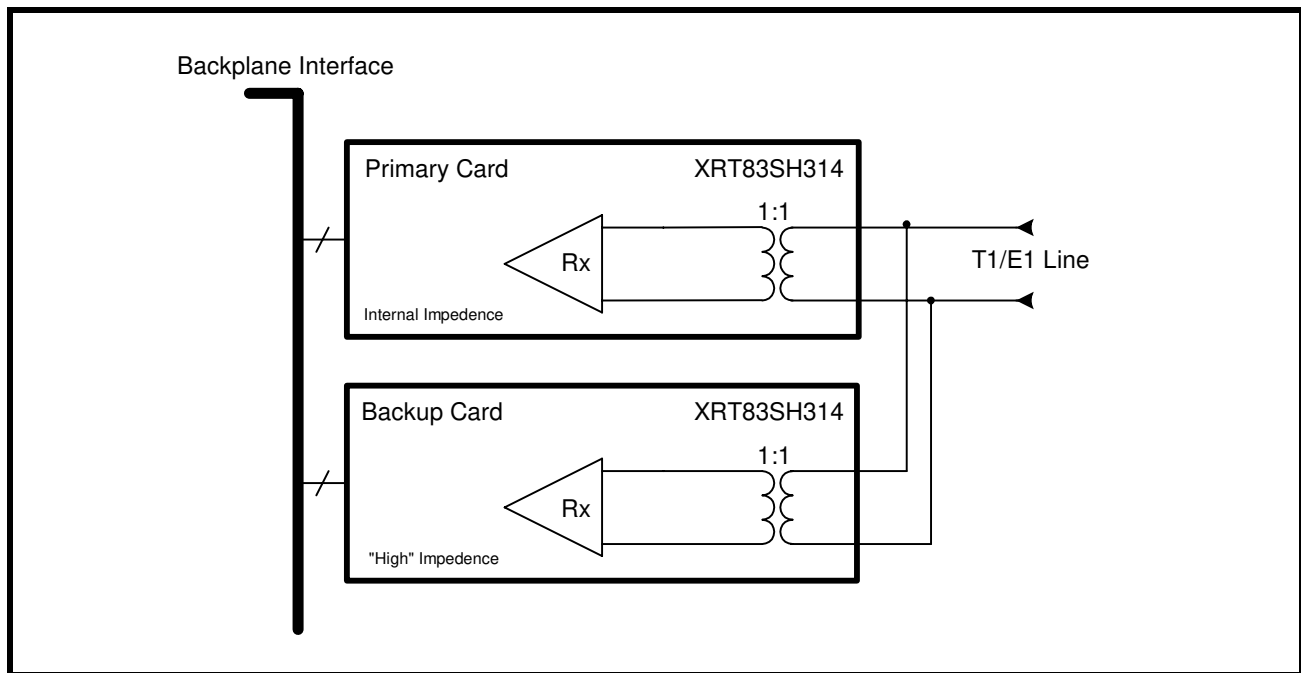 Backplane Interface
Primary Card XRT83SH314
1:1
Rx
T1/E1 Line
Internal Impedence
Backup Card XRT83SH314
1:1
Rx
"High" Impedence